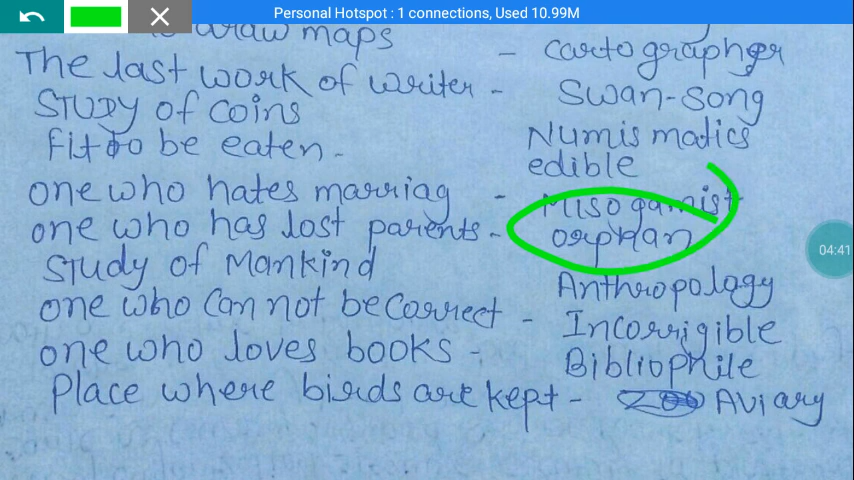 Personal Hotspot : 1 connections, Used 10.99M
draw maps - cartographer
The last work of writer - Swan-Song
STUDY of coins Numismatics
fit to be eaten - edible
one who hates marriag - Misogamist
one who has lost parents - orphan
Study of Mankind Anthropology
one who can not be correct - Incorrigible
one who loves books - Bibliophile
Place where birds are kept - Aviary
04:41